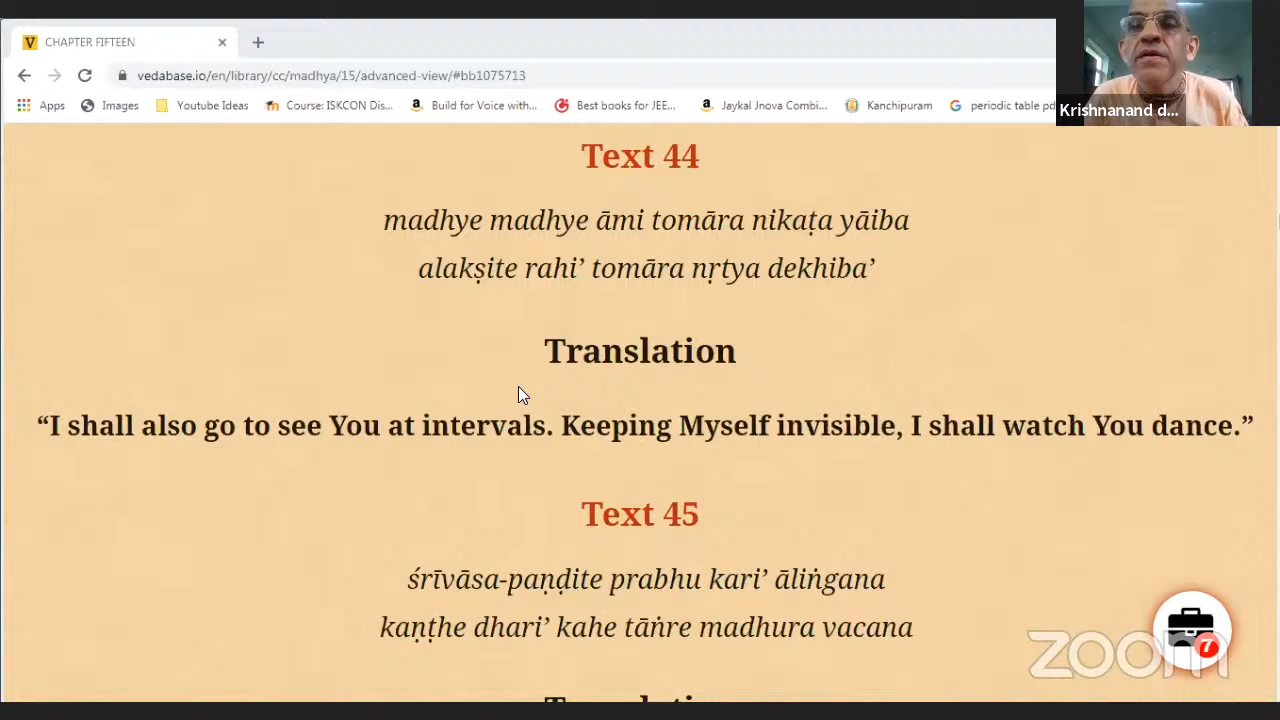 CHAPTER FIFTEEN
vedabase.io/en/library/cc/madhya/15/advanced-view/#bb1075713
Apps Images Youtube Ideas Course: ISKCON Dis... Build for Voice with... Best books for JEE... Jaykal Jnova Combi... Kanchipuram periodic table pd
Krishnanand d...
Text 44
madhye madhye āmi tomāra nikaṭa yāiba
alakṣite rahi’ tomāra nṛtya dekhiba’
Translation
“I shall also go to see You at intervals. Keeping Myself invisible, I shall watch You dance.”
Text 45
śrīvāsa-paṇḍite prabhu kari’ āliṅgana
kaṇṭhe dhari’ kahe tāṅre madhura vacana
7
zoom